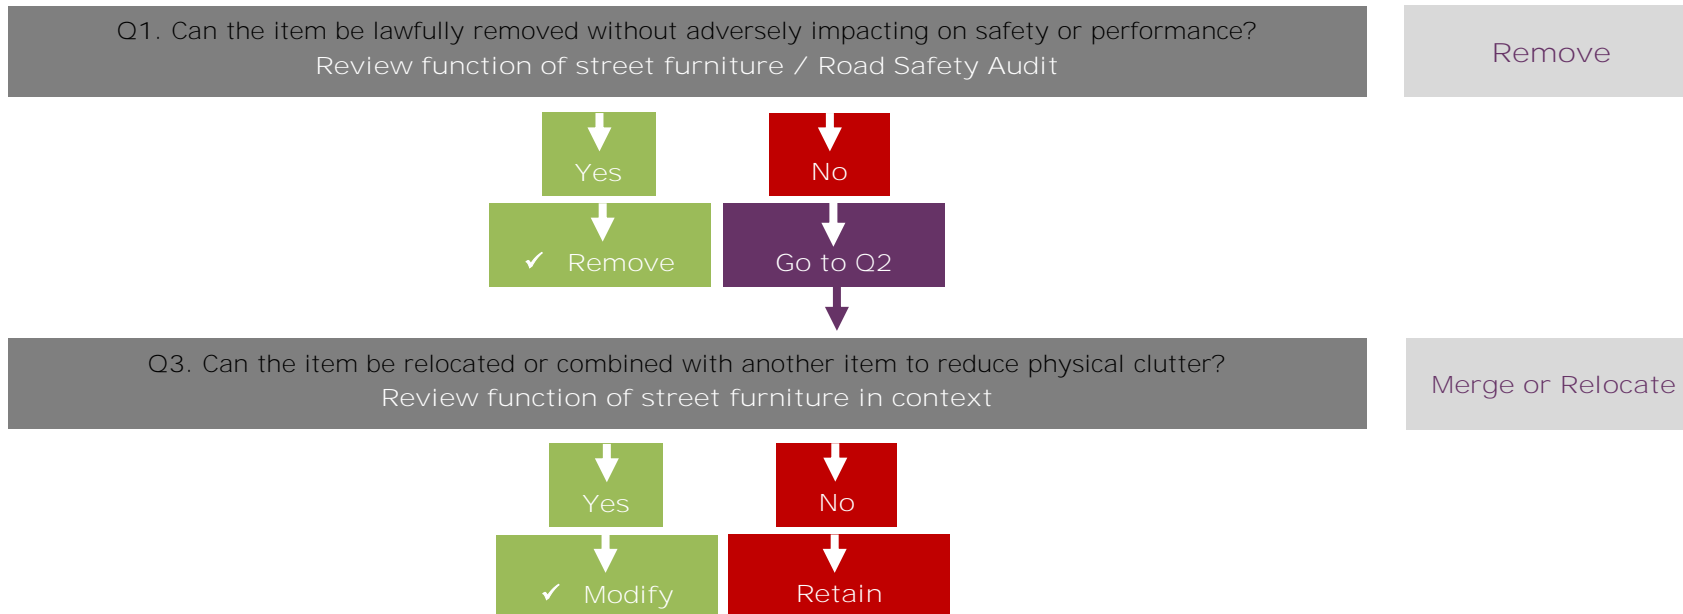 Q1. Can the item be lawfully removed without adversely impacting on safety or performance?
Review function of street furniture / Road Safety Audit
Remove
Yes
No
✓ Remove
Go to Q2
Q3. Can the item be relocated or combined with another item to reduce physical clutter?
Review function of street furniture in context
Merge or Relocate
Yes
No
✓ Modify
Retain